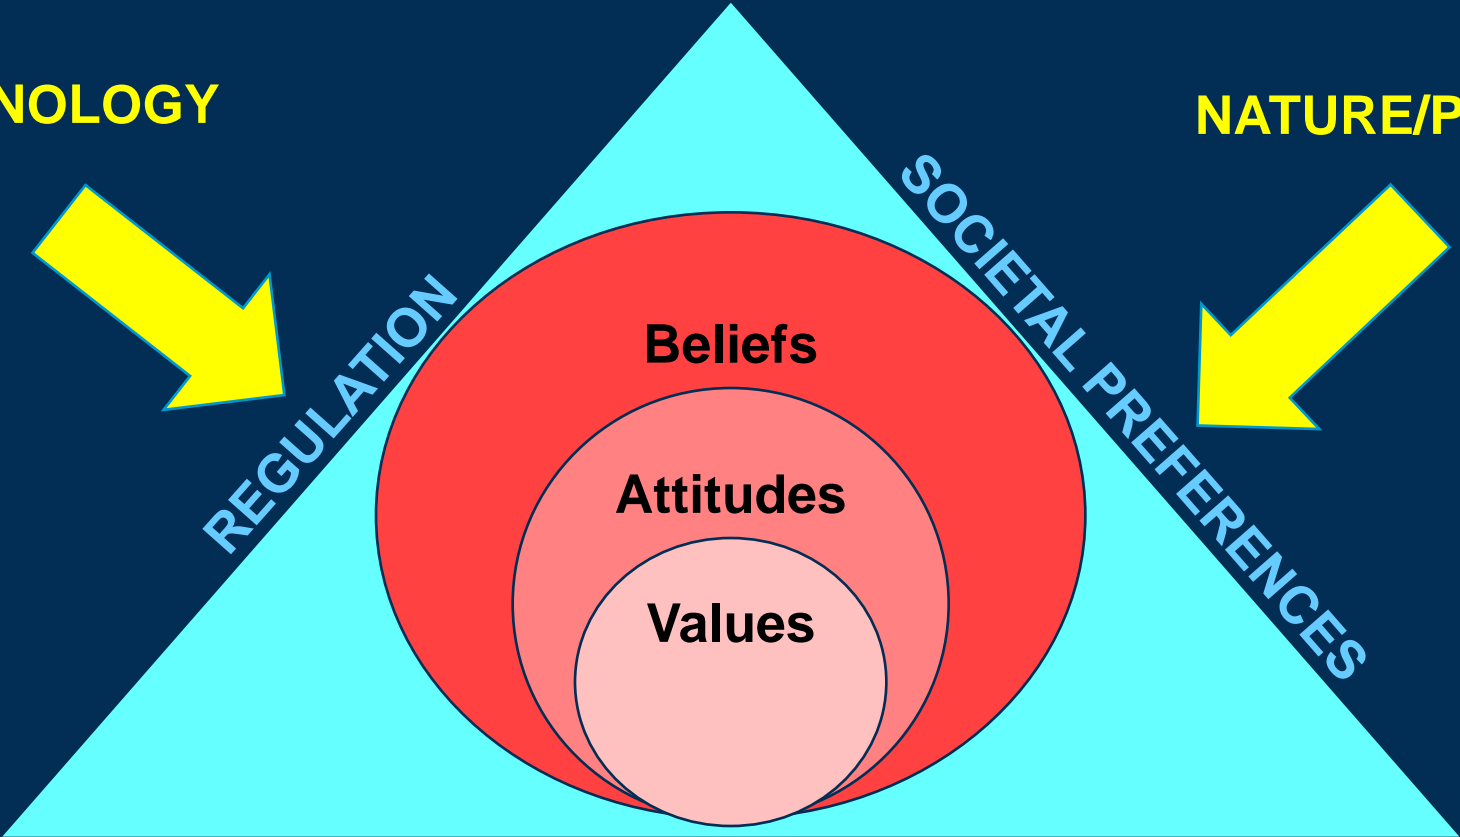 NOLOGY
NATURE/P
REGULATION
SOCIETAL PREFERENCES
Beliefs
Attitudes
Values